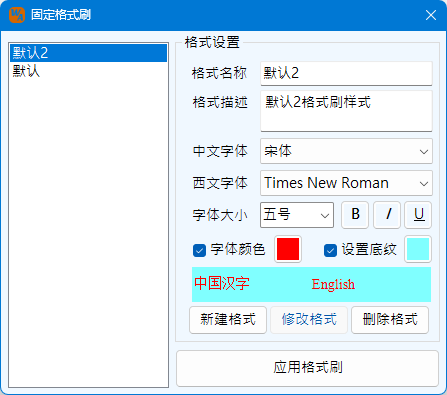 固定格式刷
默认2
默认
格式设置
格式名称 默认2
格式描述 默认2格式刷样式
中文字体 宋体
西文字体 Times New Roman
字体大小 五号 B I U
字体颜色 设置底纹
中国汉字 English
新建格式 修改格式 删除格式
应用格式刷